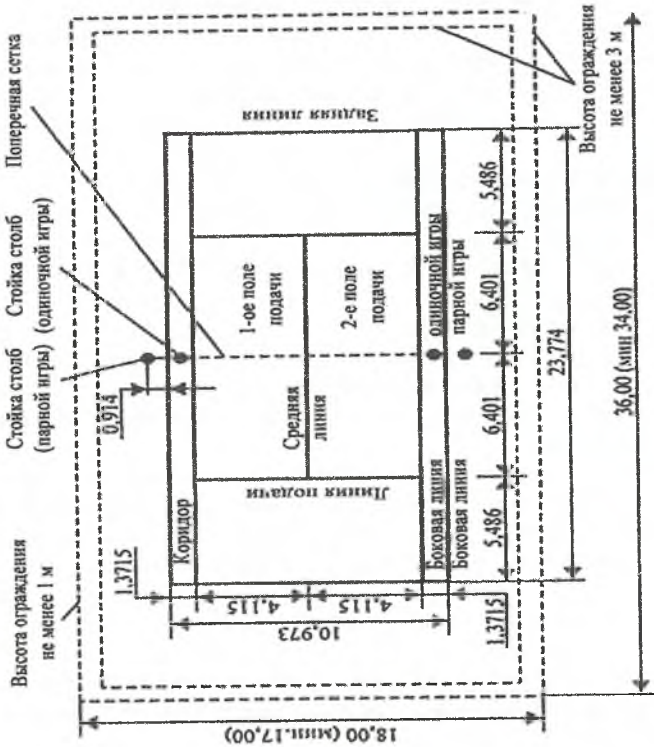 Высота ограждения
не менее 1 м
Стойка столб
(парной игры)
Стойка столб
(одиночной игры)
Поперечная сетка
0,914
1,3715
Коридор
4,115
4,115
10,973
1,3715
18,00 (мин.17,00)
Линия подачи
Средняя
линия
1-ое поле
подачи
2-е поле
подачи
Задняя линия
Боковая линия
одиночной игры
Боковая линия
парной игры
5,486
6,401
6,401
5,486
23,774
36,00 (мин 34,00)
Высота ограждения
не менее 3 м